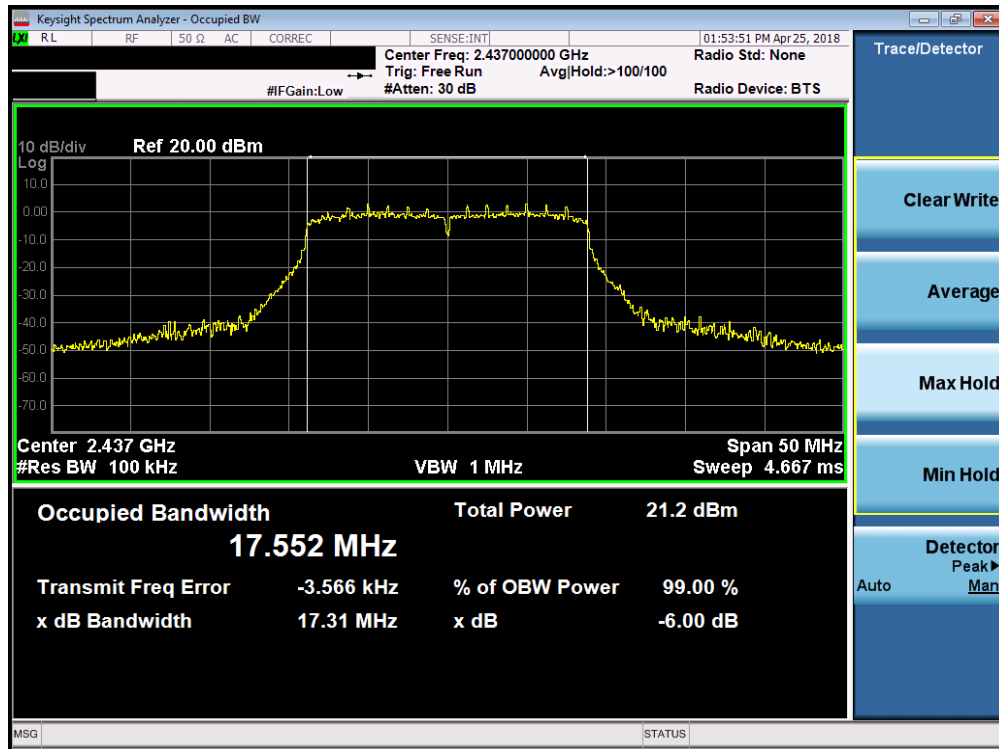 Keysight Spectrum Analyzer - Occupied BW
LXI RL RF 50 Ω AC CORREC SENSE:INT 01:53:51 PM Apr 25, 2018
Center Freq: 2.437000000 GHz Radio Std: None
Trig: Free Run Avg|Hold:>100/100
#IFGain:Low #Atten: 30 dB Radio Device: BTS
Trace/Detector
10 dB/div Ref 20.00 dBm
Log
10.0
0.00
-10.0
-20.0
-30.0
-40.0
-50.0
-60.0
-70.0
Center 2.437 GHz Span 50 MHz
#Res BW 100 kHz VBW 1 MHz Sweep 4.667 ms
Occupied Bandwidth Total Power 21.2 dBm
17.552 MHz
Transmit Freq Error -3.566 kHz % of OBW Power 99.00 %
x dB Bandwidth 17.31 MHz x dB -6.00 dB
Clear Write
Average
Max Hold
Min Hold
Detector
Peak▶
Auto Man
MSG STATUS